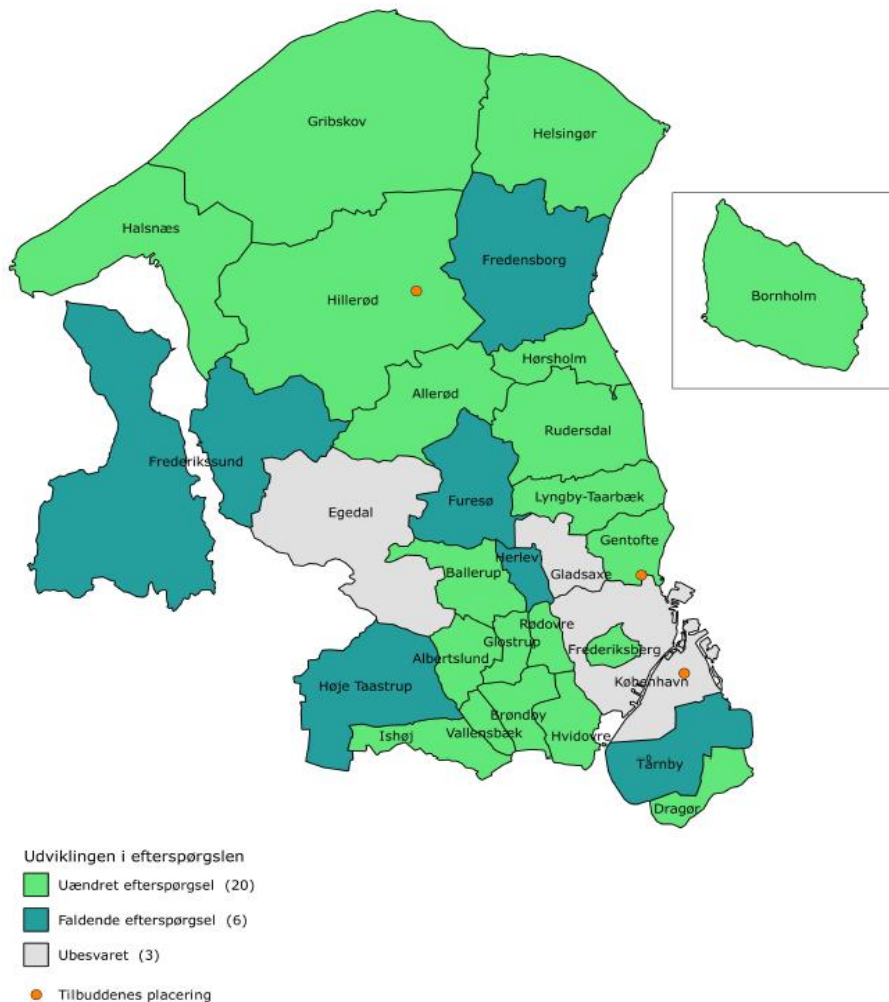 Gribskov
Helsingør
Halsnæs
Fredensborg
Hillerød
Bornholm
Hørsholm
Allerød
Rudersdal
Frederikssund
Furesø
Lyngby-Taarbæk
Egedal
Gentofte
Herlev
Gladsaxe
Ballerup
Rødovre
Glostrup
Frederiksberg
Albertslund
København
Høje Taastrup
Brøndby
Vallensbæk
Ishøj
Hvidovre
Tårnby
Dragør
Udviklingen i efterspørgslen
Uændret efterspørgsel (20)
Faldende efterspørgsel (6)
Ubesvaret (3)
Tilbuddenes placering